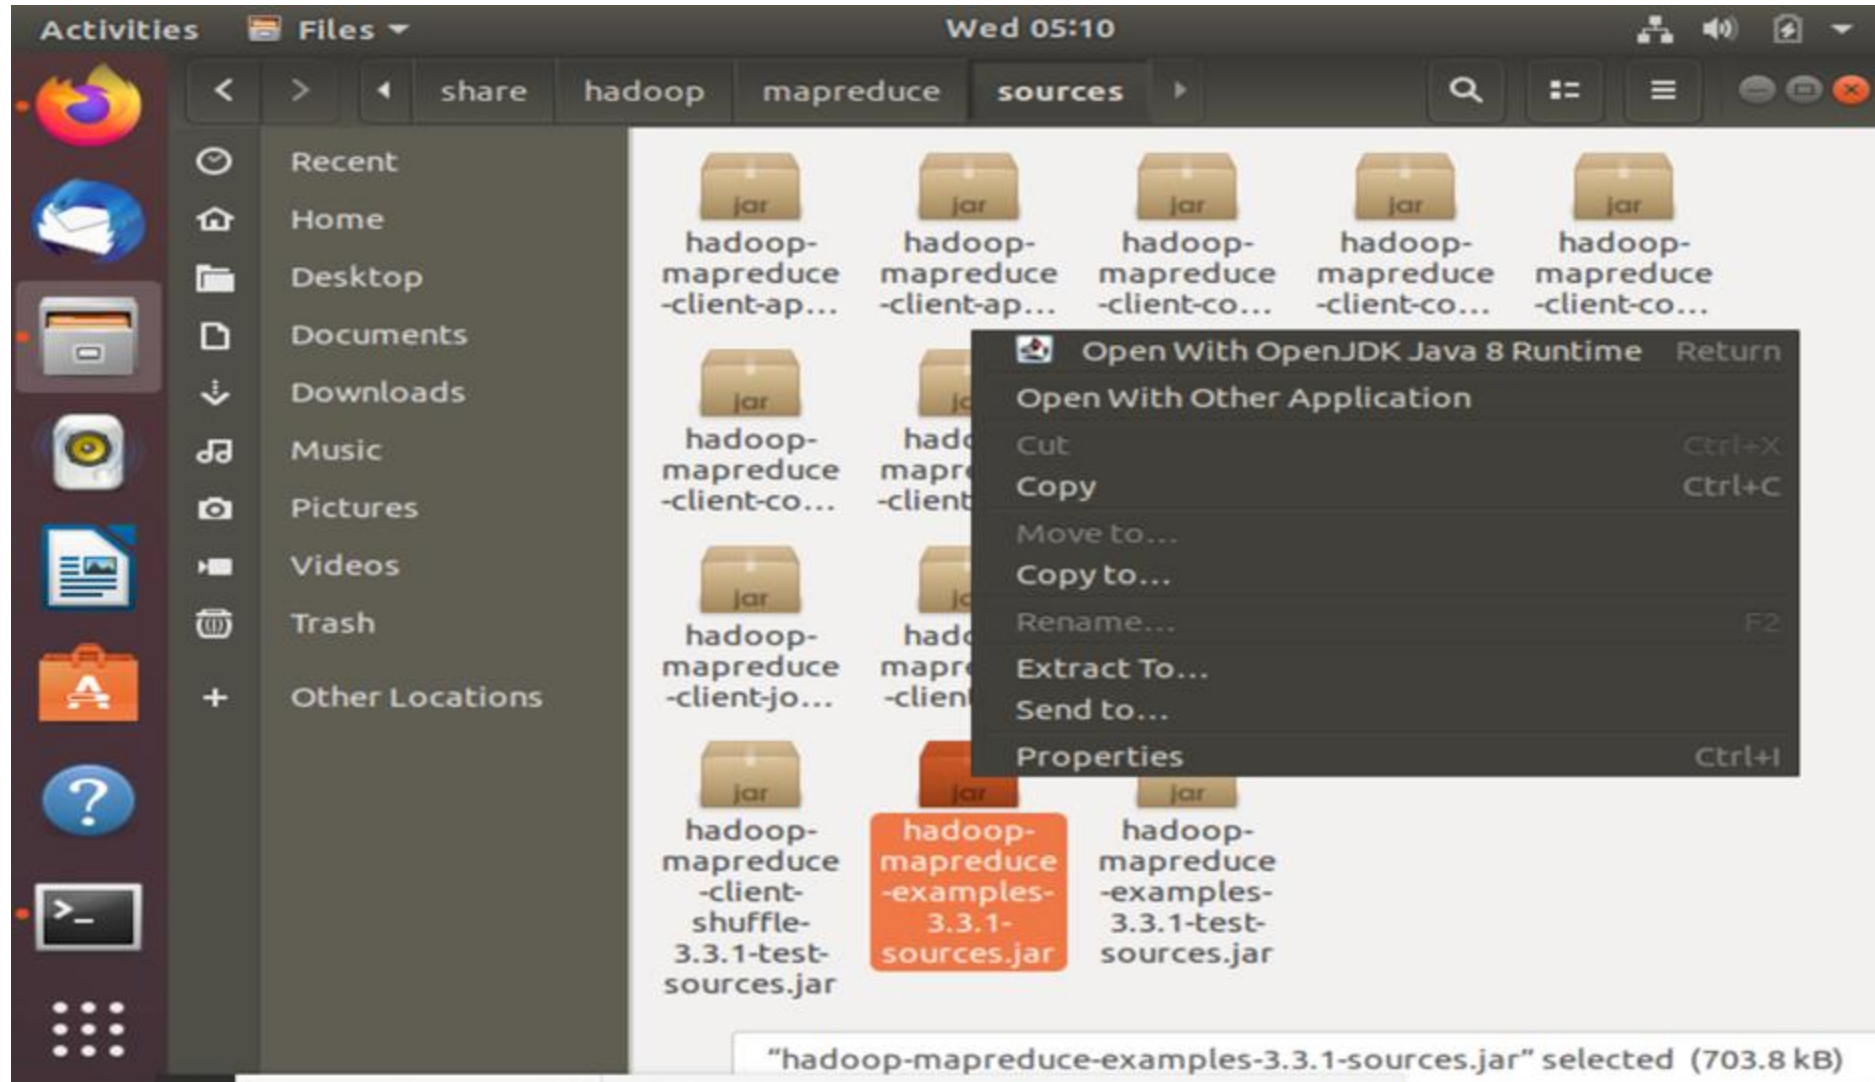 Activities Files Wed 05:10
share hadoop mapreduce sources
Recent
Home
Desktop
Documents
Downloads
Music
Pictures
Videos
Trash
Other Locations
jar jar jar jar jar
hadoop- hadoop- hadoop- hadoop- hadoop-
mapreduce mapreduce mapreduce mapreduce mapreduce
-client-ap... -client-ap... -client-co... -client-co... -client-co...
jar
hadoop-
mapreduce
-client-co... -client
jar
hadoop-
mapreduce
-client-jo...
Open With OpenJDK Java 8 Runtime Return
Open With Other Application
Cut Ctrl+X
Copy Ctrl+C
Move to...
Copy to...
Rename... F2
Extract To...
Send to...
Properties Ctrl+I
jar jar jar
hadoop- hadoop- hadoop-
mapreduce mapreduce mapreduce
-client- -examples- -examples-
shuffle- 3.3.1- 3.3.1-test-
3.3.1-test- sources.jar sources.jar
sources.jar
"hadoop-mapreduce-examples-3.3.1-sources.jar" selected (703.8 kB)